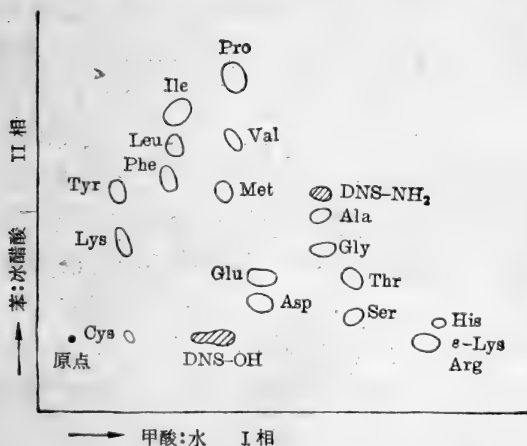 Pro
Ile
Leu
Val
Phe
Tyr
Met
DNS-NH₂
Ala
Lys
Gly
Glu
Thr
Asp
Ser
His
Cys
ε-Lys
原点
DNS-OH
Arg
苯:冰醋酸 II 相
甲酸:水 I 相